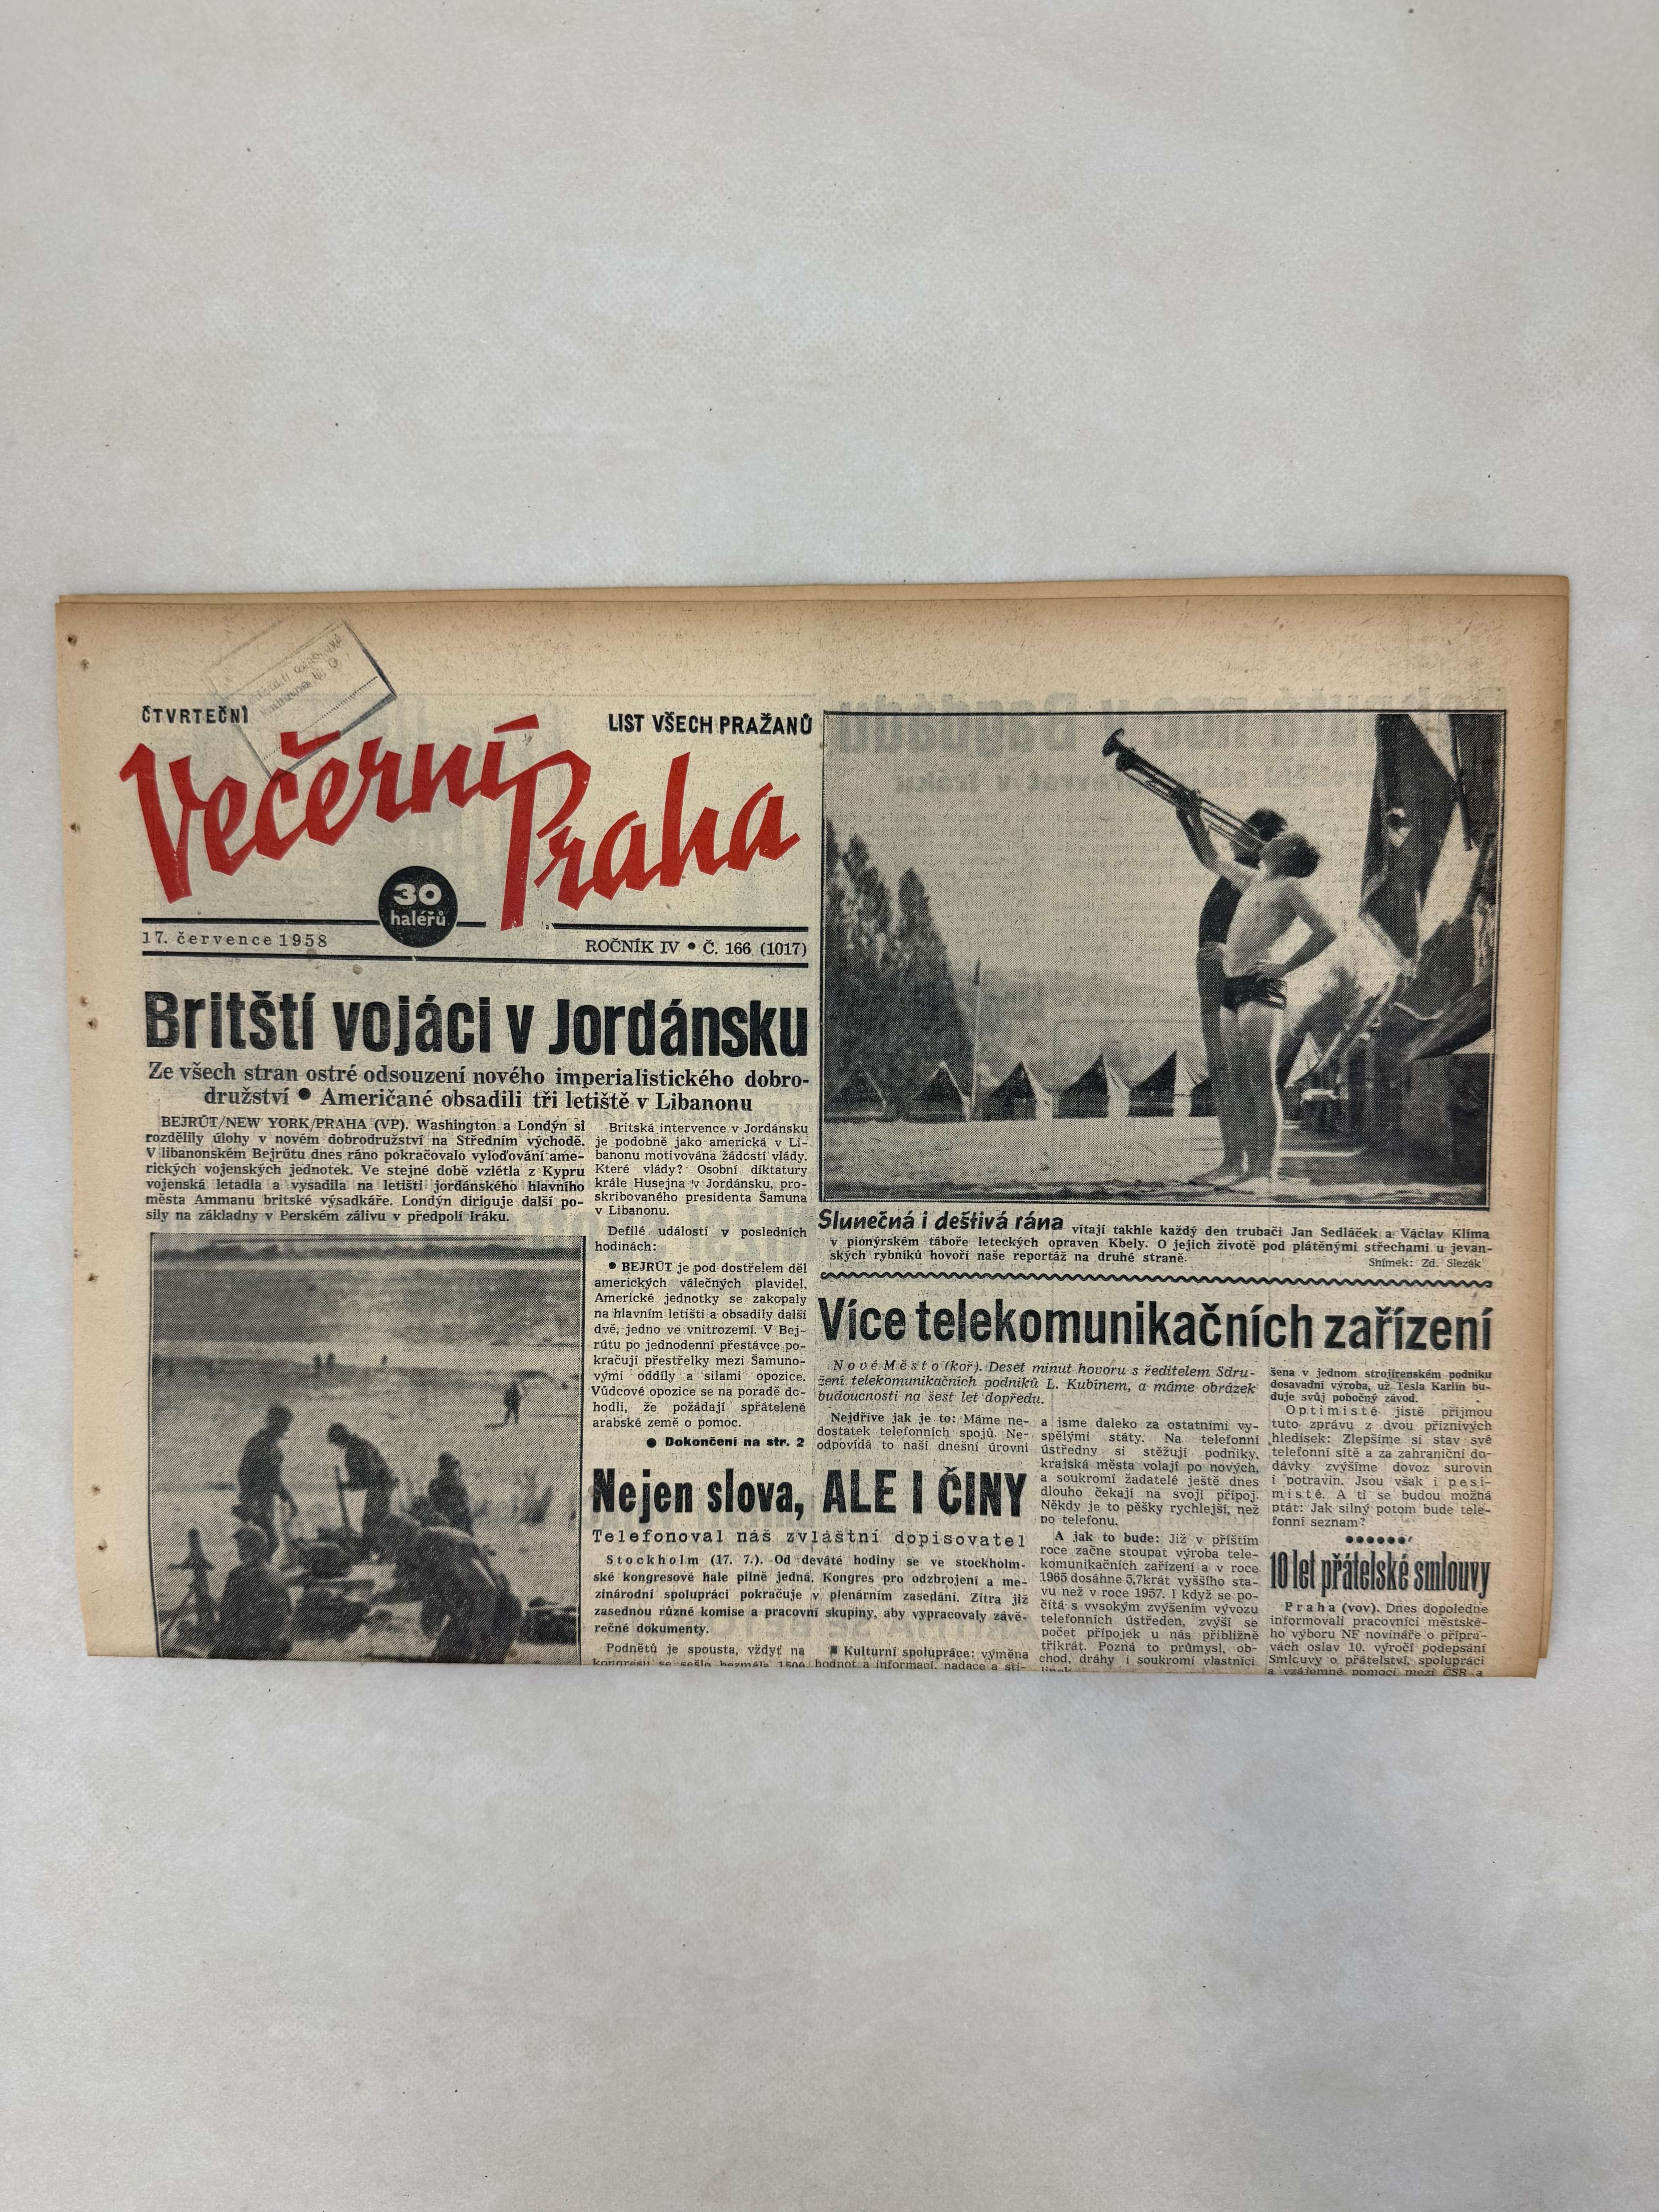 ČTVRTEČNÍ
LIST VŠECH PRAŽANŮ
Večerní Praha
30
haléřů
17. července 1958
ROČNÍK IV • Č. 166 (1017)
Britští vojáci v Jordánsku
Ze všech stran ostré odsouzení nového imperialistického dobro-
družství ● Američané obsadili tři letiště v Libanonu
BEJRÚT/NEW YORK/PRAHA (VP). Washington a Londýn si
rozdělily úlohy v novém dobrodružství na Středním východě.
V libanonském Bejrútu dnes ráno pokračovalo vyloďování ame-
rických vojenských jednotek. Ve stejné době vzlétla z Kypru
vojenská letadla a vysadila na letišti jordánského hlavního
města Ammanu britské výsadkáře. Londýn diriguje další po-
sily na základny v Perském zálivu v předpolí Iráku.
Britská intervence v Jordánsku
je podobně jako americká v Li-
banonu motivována žádostí vlády.
Které vlády? Osobní diktatury
krále Husejna v Jordánsku, pro-
skribovaného presidenta Šamuna
v Libanonu.
Defilé událostí v posledních
hodinách:
● BEJRÚT je pod dostřelem děl
amerických válečných plavidel.
Americké jednotky se zakopaly
na hlavním letišti a obsadily další
dvě, jedno ve vnitrozemí. V Bej-
rútu po jednodenní přestávce po-
kračují přestřelky mezi Šamuno-
vými oddíly a silami opozice.
Vůdcové opozice se na poradě do-
hodli, že požádají spřátelené
arabské země o pomoc.
● Dokončení na str. 2
Slunečná i deštivá rána vítají takhle každý den trubači Jan Sedláček a Václav Klíma
v pionýrském táboře leteckých opraven Kbely. O jejich životě pod plátěnými střechami u jevan-
ských rybníků hovoří naše reportáž na druhé straně.
Snímek: Zd. Slezák
Více telekomunikačních zařízení
Nové Město (koř). Deset minut hovoru s ředitelem Sdru-
žení telekomunikačních podniků L. Kubínem, a máme obrázek
budoucnosti na šest let dopředu.
Nejdříve jak je to: Máme ne-
dostatek telefonních spojů. Ne-
odpovídá to naší dnešní úrovni
a jsme daleko za ostatními vy-
spělými státy. Na telefonní
ústředny si stěžují podniky,
krajská města volají po nových,
a soukromí žadatelé ještě dnes
dlouho čekají na svoji přípoj.
Někdy je to pěšky rychlejší, než
po telefonu.
A jak to bude: Již v příštím
roce začne stoupat výroba tele-
komunikačních zařízení a v roce
1965 dosáhne 5,7krát vyššího sta-
vu než v roce 1957. I když se po-
čítá s vysokým zvýšením vývozu
telefonních ústředen, zvýší se
počet přípojek u nás přibližně
třikrát. Pozná to průmysl, ob-
chod, dráhy i soukromí vlastníci
linek.
šena v jednom strojírenském podniku
dosavadní výroba, už Tesla Karlín bu-
duje svůj pobočný závod.
Optimisté jistě přijmou
tuto zprávu z dvou příznivých
hledisek: Zlepšíme si stav své
telefonní sítě a za zahraniční do-
dávky zvýšíme dovoz surovin
i potravin. Jsou však i pesi-
misté. A ti se budou možná
ptát: Jak silný potom bude tele-
fonní seznam?
Nejen slova, ALE I ČINY
Telefonoval náš zvláštní dopisovatel
Stockholm (17. 7.). Od deváté hodiny se ve stockholm-
ské kongresové hale pilně jedná. Kongres pro odzbrojení a me-
zinárodní spolupráci pokračuje v plenárním zasedání. Zítra již
zasednou různé komise a pracovní skupiny, aby vypracovaly závě-
rečné dokumenty.
Podnětů je spousta, vždyť na
kongresu se sešlo bezmála 1500
■ Kulturní spolupráce: výměna
hodnot a informací, nadace a sti-
10 let přátelské smlouvy
Praha (vov). Dnes dopoledne
informovali pracovníci městské-
ho výboru NF novináře o přípra-
vách oslav 10. výročí podepsání
Smlouvy o přátelství, spolupráci
a vzájemné pomoci mezi ČSR a